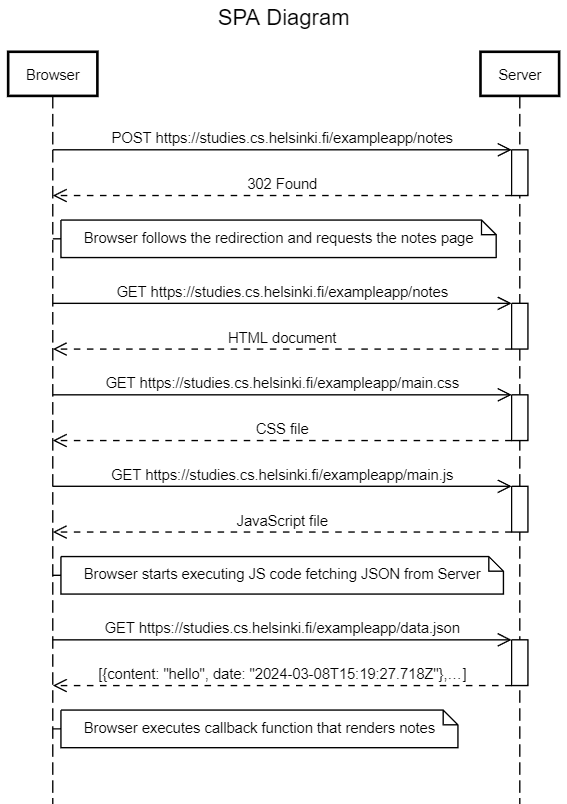 SPA Diagram
Browser
Server
POST https://studies.cs.helsinki.fi/exampleapp/notes
302 Found
Browser follows the redirection and requests the notes page
GET https://studies.cs.helsinki.fi/exampleapp/notes
HTML document
GET https://studies.cs.helsinki.fi/exampleapp/main.css
CSS file
GET https://studies.cs.helsinki.fi/exampleapp/main.js
JavaScript file
Browser starts executing JS code fetching JSON from Server
GET https://studies.cs.helsinki.fi/exampleapp/data.json
[{content: "hello", date: "2024-03-08T15:19:27.718Z"},…]
Browser executes callback function that renders notes